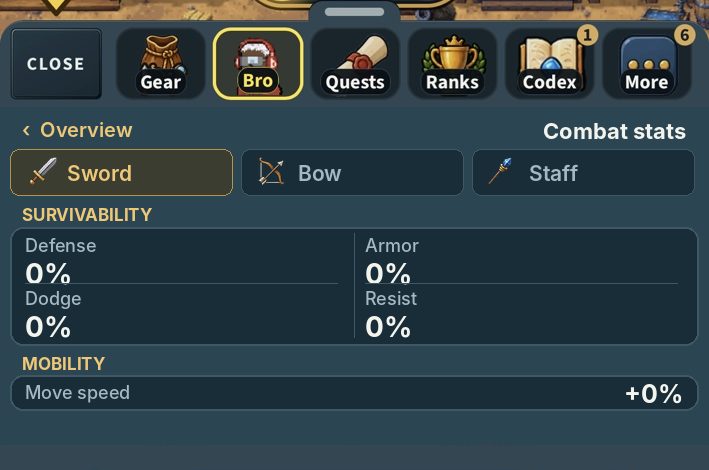 CLOSE
Gear
Bro
Quests
Ranks
1
Codex
6
More
‹ Overview
Combat stats
Sword
Bow
Staff
SURVIVABILITY
Defense
Armor
0%
0%
Dodge
Resist
0%
0%
MOBILITY
Move speed
+0%